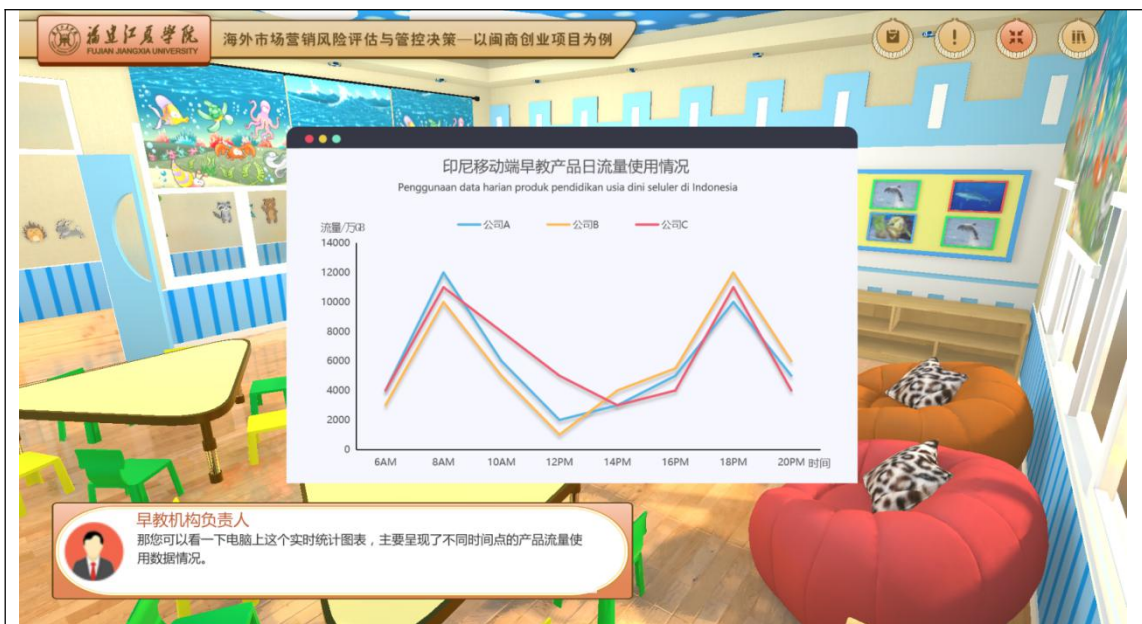 福建江夏学院
FUJIAN JIANGXIA UNIVERSITY
海外市场营销风险评估与管控决策—以闽商创业项目为例
印尼移动端早教产品日流量使用情况
Penggunaan data harian produk pendidikan usia dini seluler di Indonesia
流量/万GB
公司A 公司B 公司C
14000
12000
10000
8000
6000
4000
2000
0
6AM 8AM 10AM 12PM 14PM 16PM 18PM 20PM 时间
早教机构负责人
那您可以看一下电脑上这个实时统计图表，主要呈现了不同时间点的产品流量使
用数据情况。